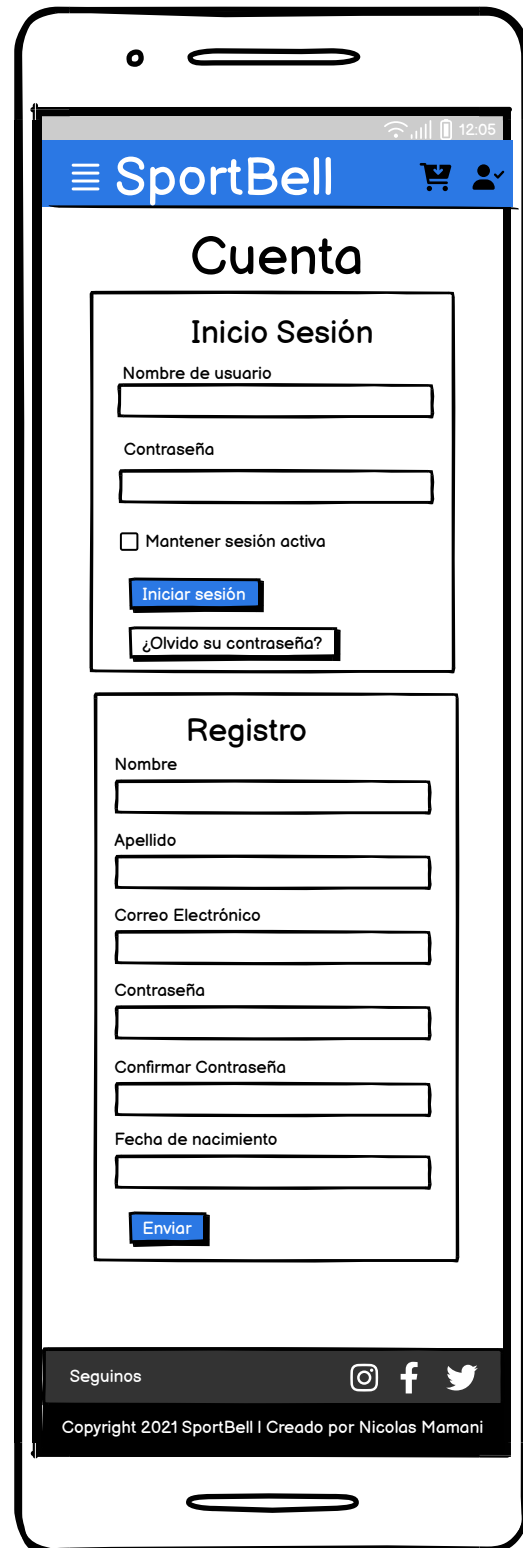 12:05
SportBell
Cuenta
Inicio Sesión
Nombre de usuario
Contraseña
Mantener sesión activa
Iniciar sesión
¿Olvido su contraseña?
Registro
Nombre
Apellido
Correo Electrónico
Contraseña
Confirmar Contraseña
Fecha de nacimiento
Enviar
Seguinos
Copyright 2021 SportBell I Creado por Nicolas Mamani